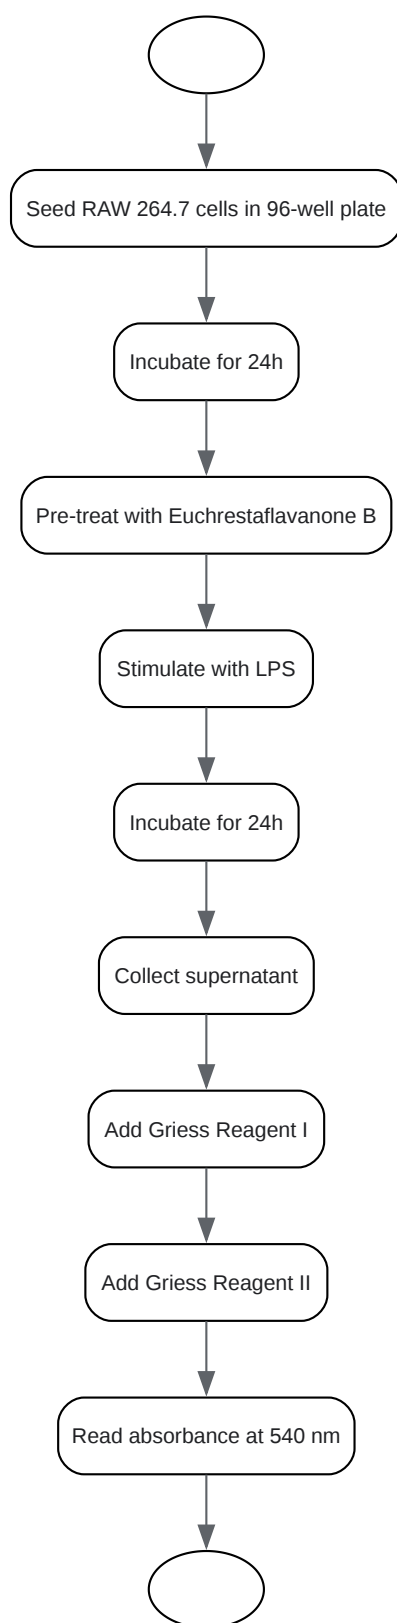 Seed RAW 264.7 cells in 96-well plate
Incubate for 24h
Pre-treat with Euchrestaflavanone B
Stimulate with LPS
Incubate for 24h
Collect supernatant
Add Griess Reagent I
Add Griess Reagent II
Read absorbance at 540 nm